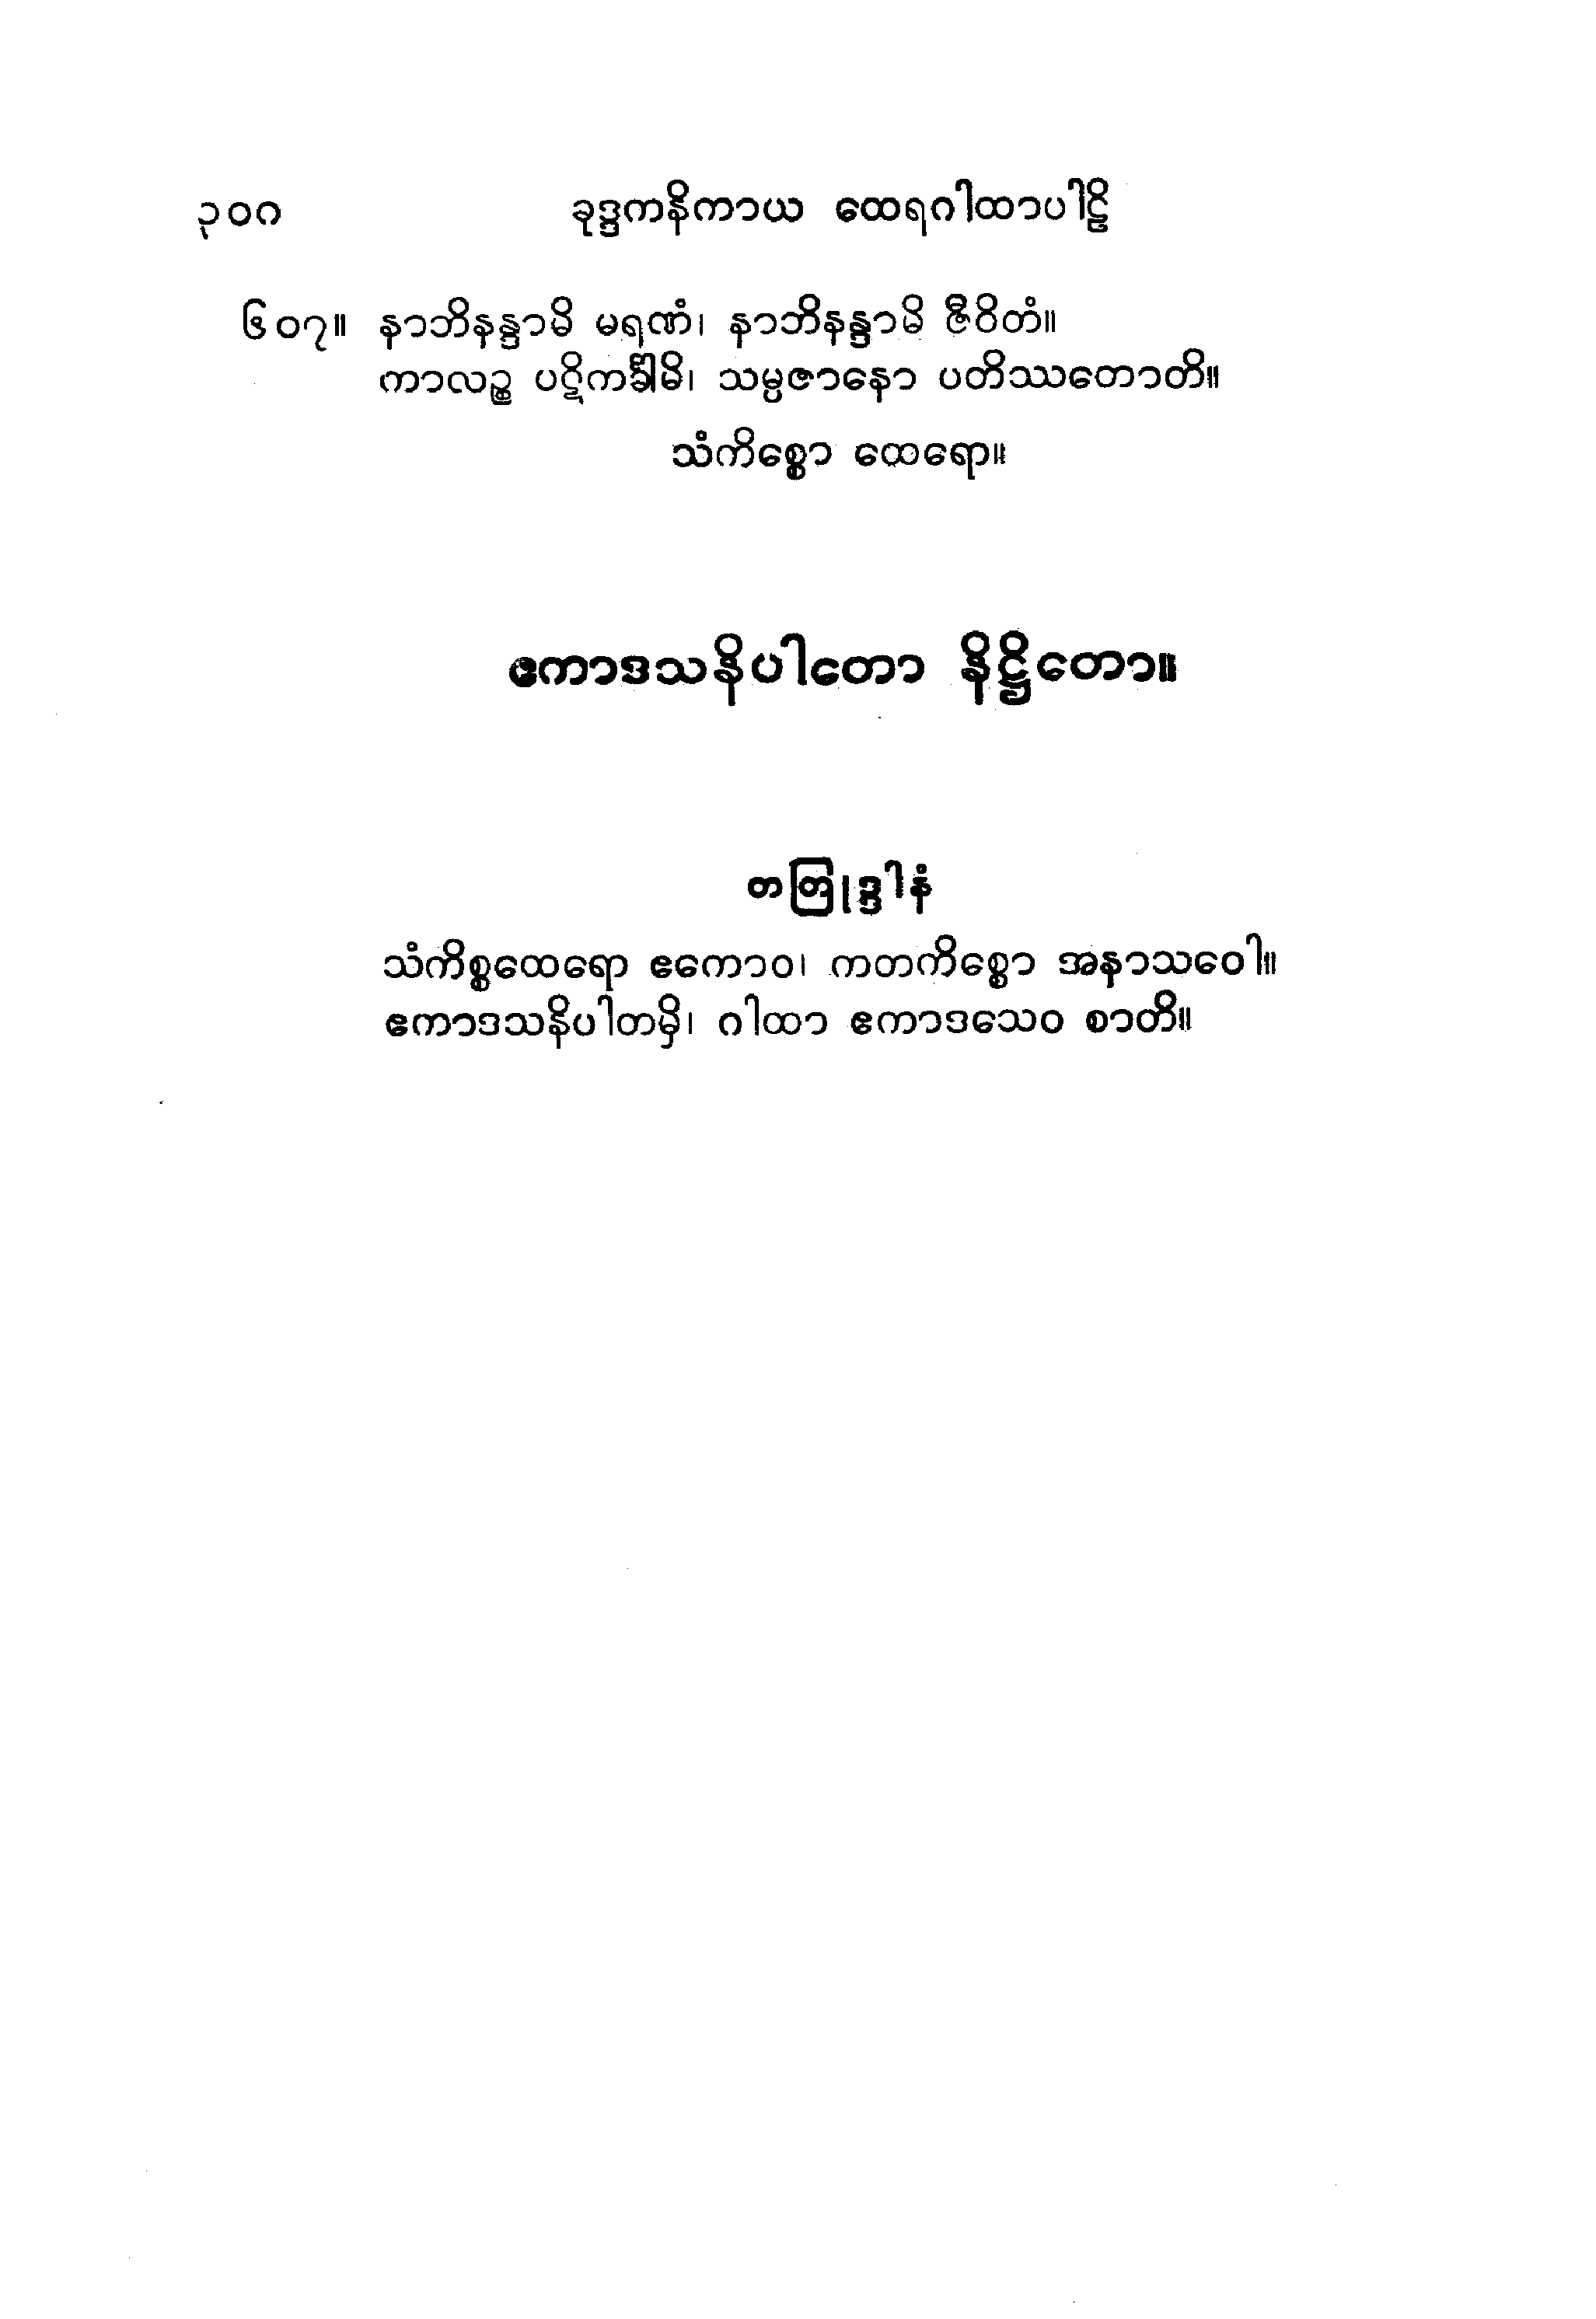 ၃၀ဂ ခုဒ္ဒကနိကာယ ထေရဂါထာပါဠိ
၆၀၇။ နာဘိနန္ဒာမိ မရဏံ၊ နာဘိနန္ဒာမိ ဇီဝိတံ။
ကာလဉ္စ ပဋိကင်္ခါမိ၊ သမ္ပဇာနော ပတိဿတောတိ။
သံကိစ္စော ထေရော။
ဧကာဒသနိပါတော နိဋ္ဌိတော။
တတြုဒ္ဒါနံ
သံကိစ္စထေရော ဧကောဝ၊ ကတကိစ္စော အနာသဝေါ။
ဧကာဒသနိပါတမှိ၊ ဂါထာ ဧကာဒသေဝ စာတိ။